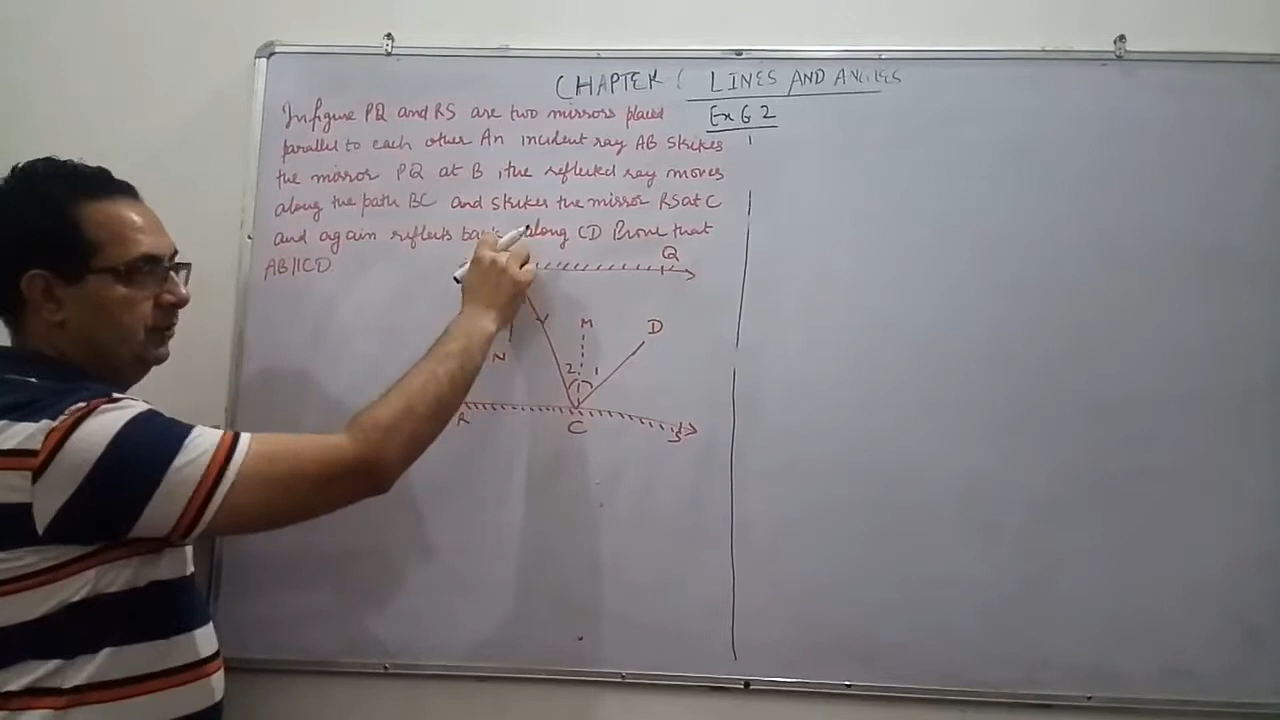 CHAPTER 6 LINES AND ANGLES
Ex 6 2
In figure PQ and RS are two mirrors placed
parallel to each other An incident ray AB strikes
the mirror PQ at B, the reflected ray moves
along the path BC and strikes the mirror RS at C
and again reflects back along CD Prove that
AB||CD
Q
M
D
N
2
1
R
C
S